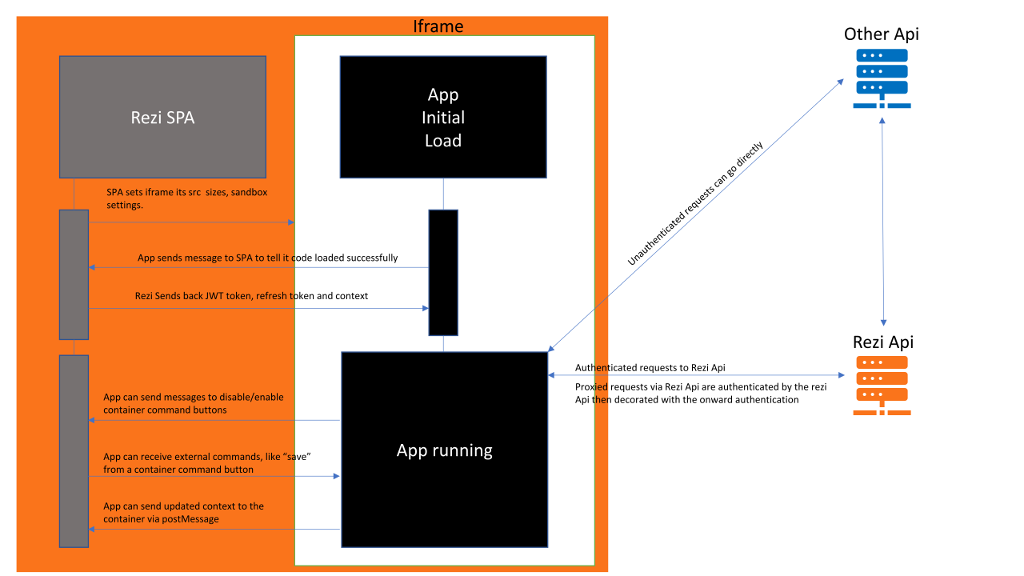 Iframe
Other Api
Rezi SPA
App
Initial
Load
SPA sets iframe its src sizes, sandbox
settings.
Unauthenticated requests can go directly
App sends message to SPA to tell it code loaded successfully
Rezi Sends back JWT token, refresh token and context
Rezi Api
Authenticated requests to Rezi Api
Proxied requests via Rezi Api are authenticated by the rezi
Api then decorated with the onward authentication
App can send messages to disable/enable
container command buttons
App running
App can receive external commands, like “save”
from a container command button
App can send updated context to the
container via postMessage